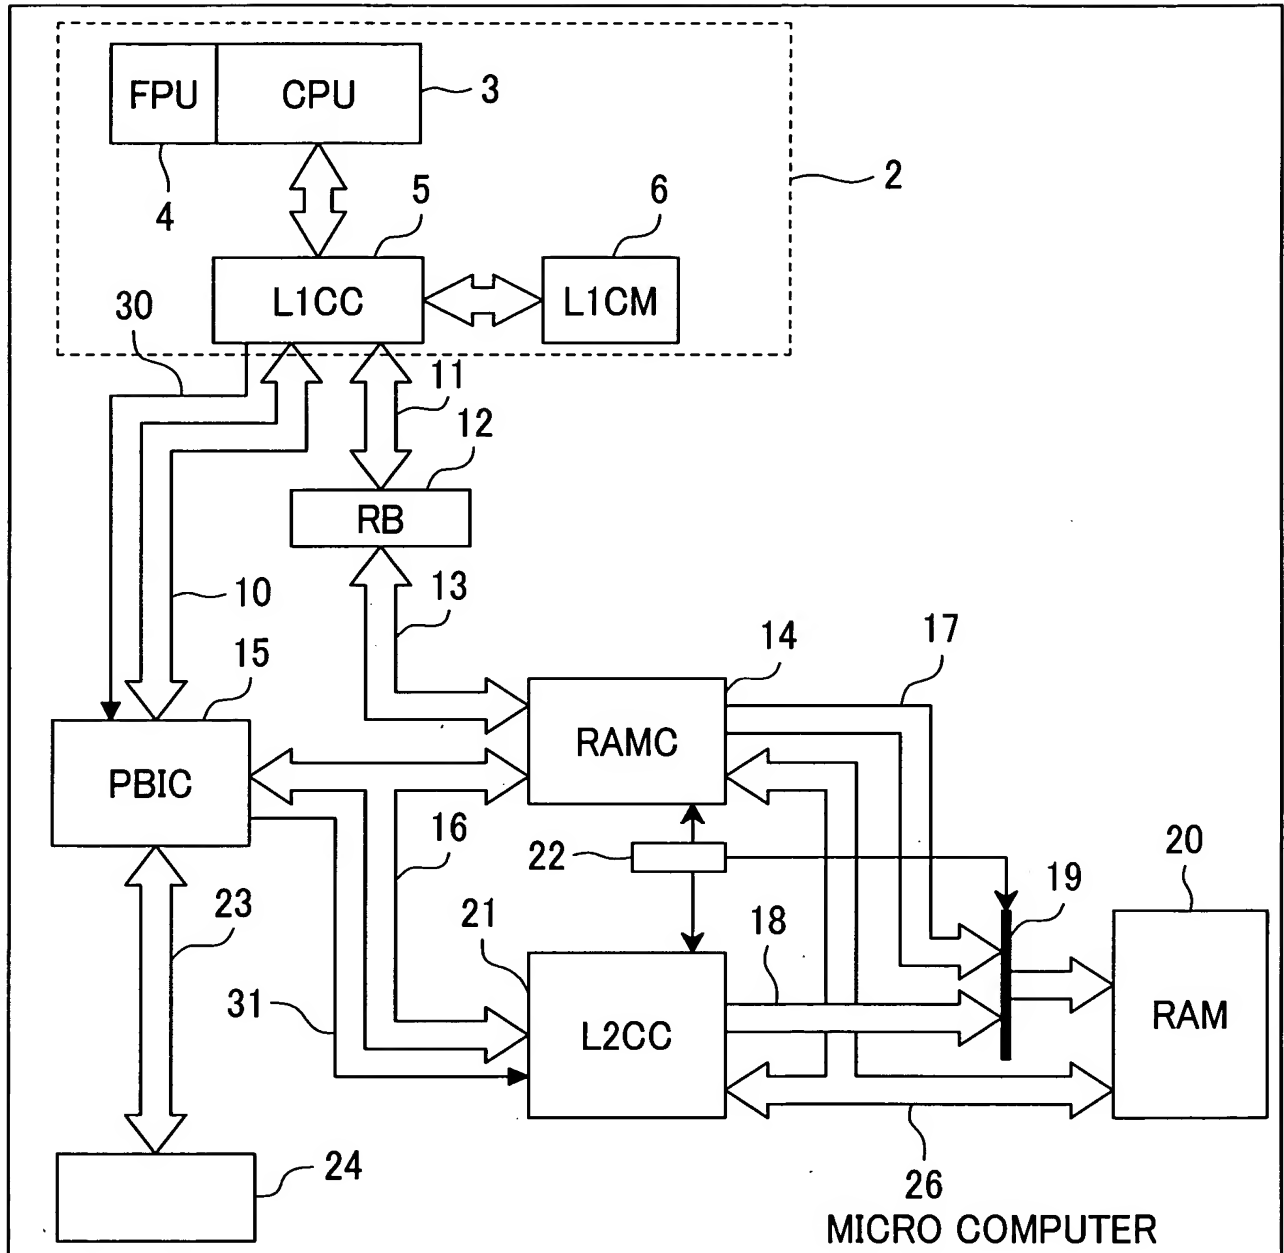 FPU CPU 3
2
4
5 6
L1CC L1CM
30
11
12
RB
10 13
15 14 17
RAMC
PBIC
16 22 20
19
23 21 18
31 L2CC RAM
24
26
MICRO COMPUTER